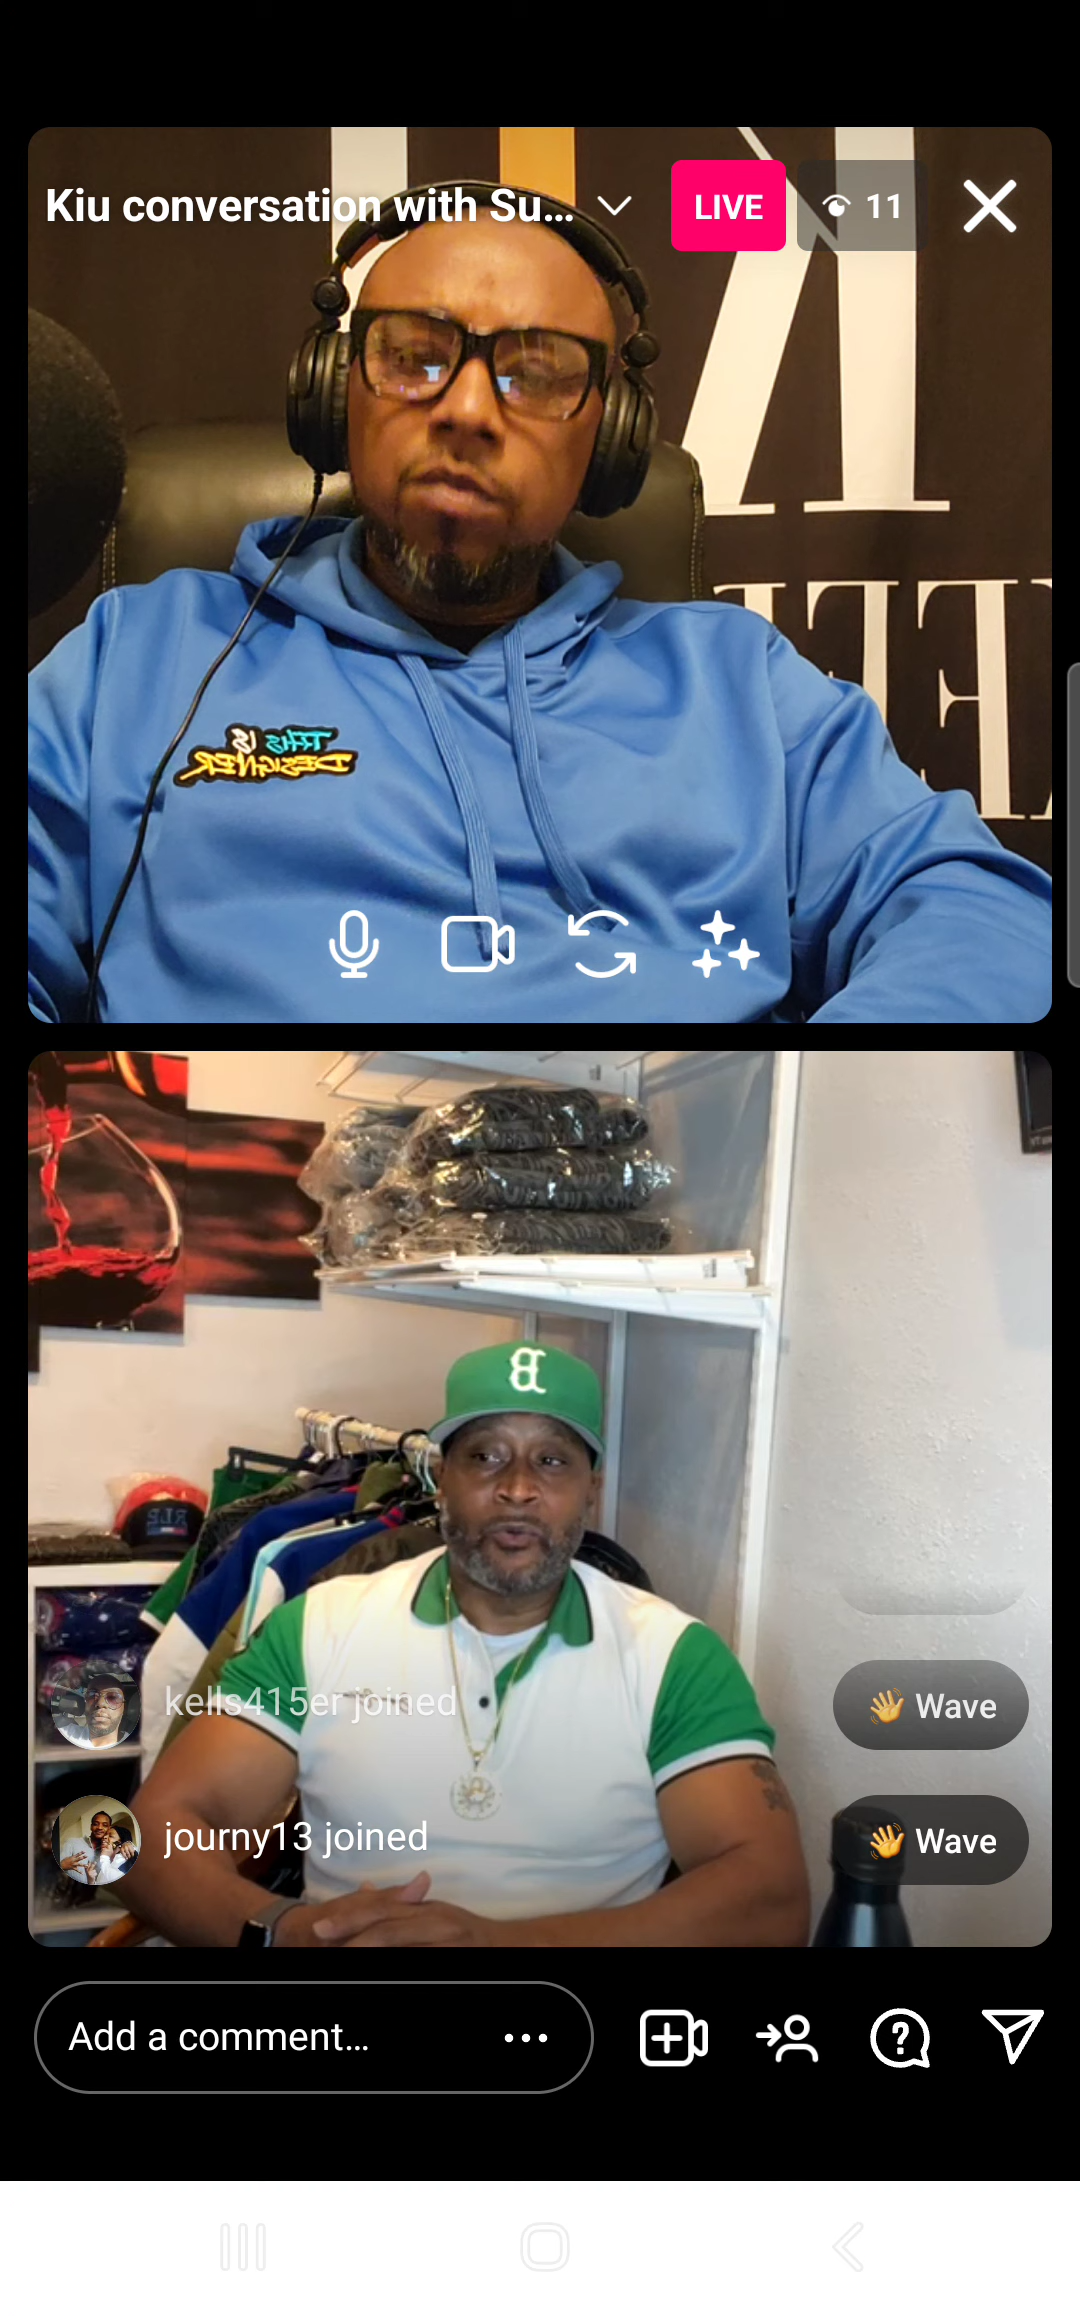 Kiu conversation with Su...
LIVE
11
THIS IS
DESIGNER
B
kells415er joined
Wave
journy13 joined
Wave
Add a comment...